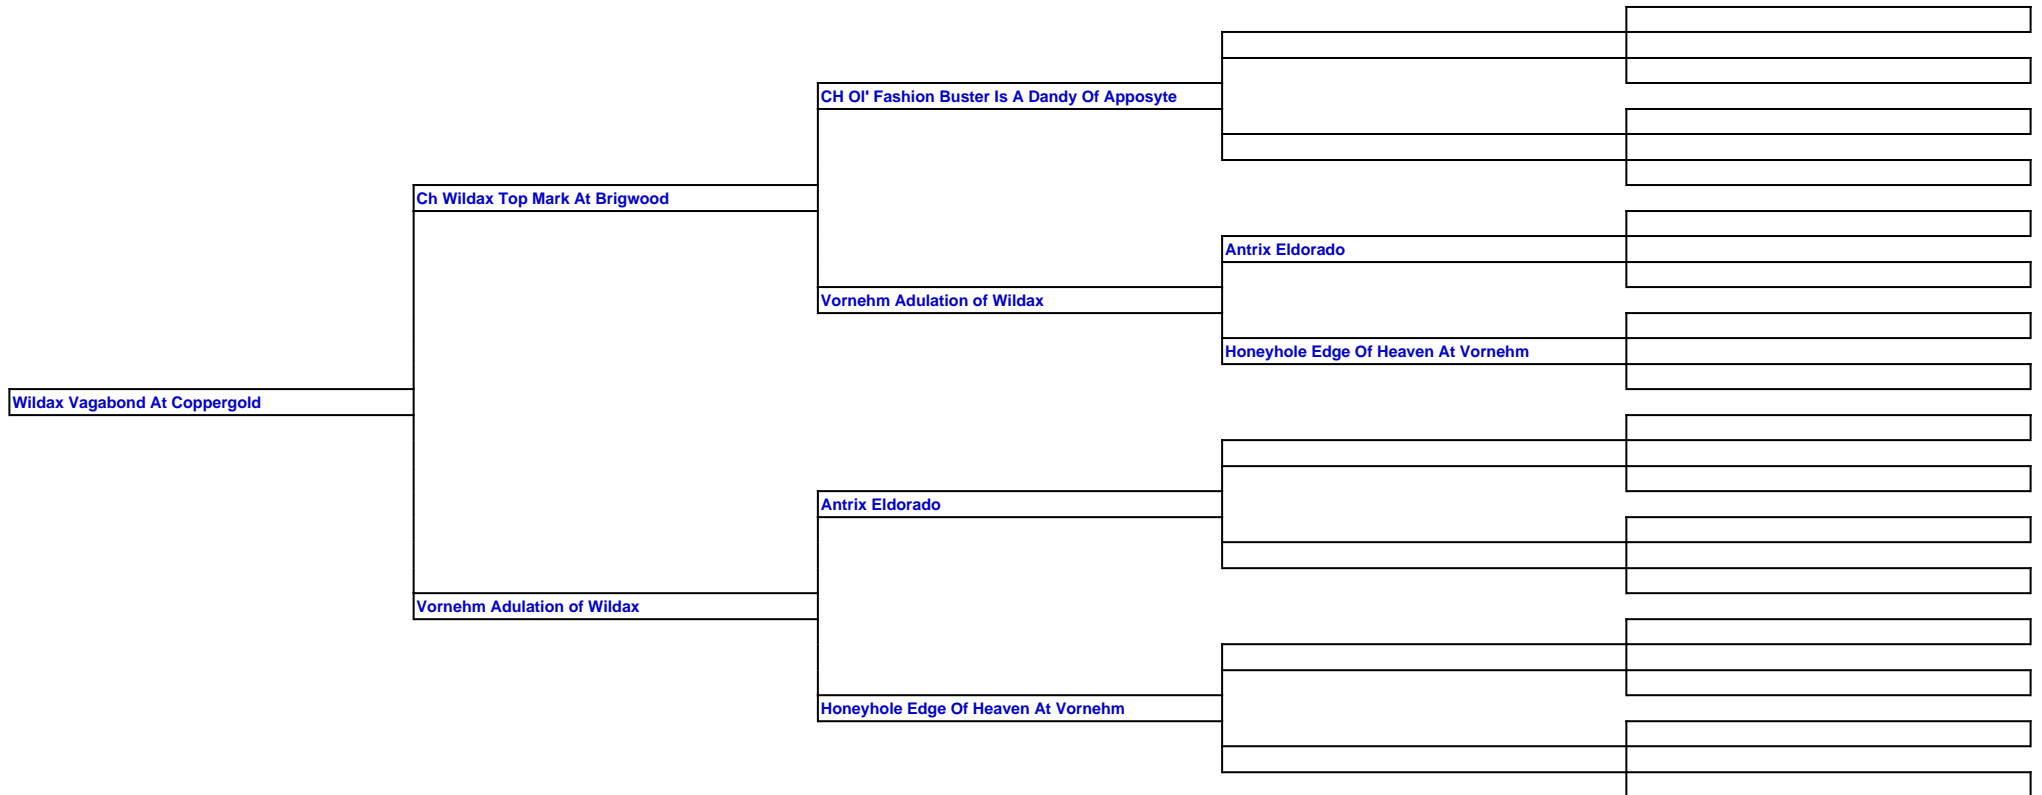 CH Ol' Fashion Buster Is A Dandy Of Apposyte
Ch Wildax Top Mark At Brigwood
Antrix Eldorado
Vornehm Adulation of Wildax
Honeyhole Edge Of Heaven At Vornehm
Wildax Vagabond At Coppergold
Antrix Eldorado
Vornehm Adulation of Wildax
Honeyhole Edge Of Heaven At Vornehm